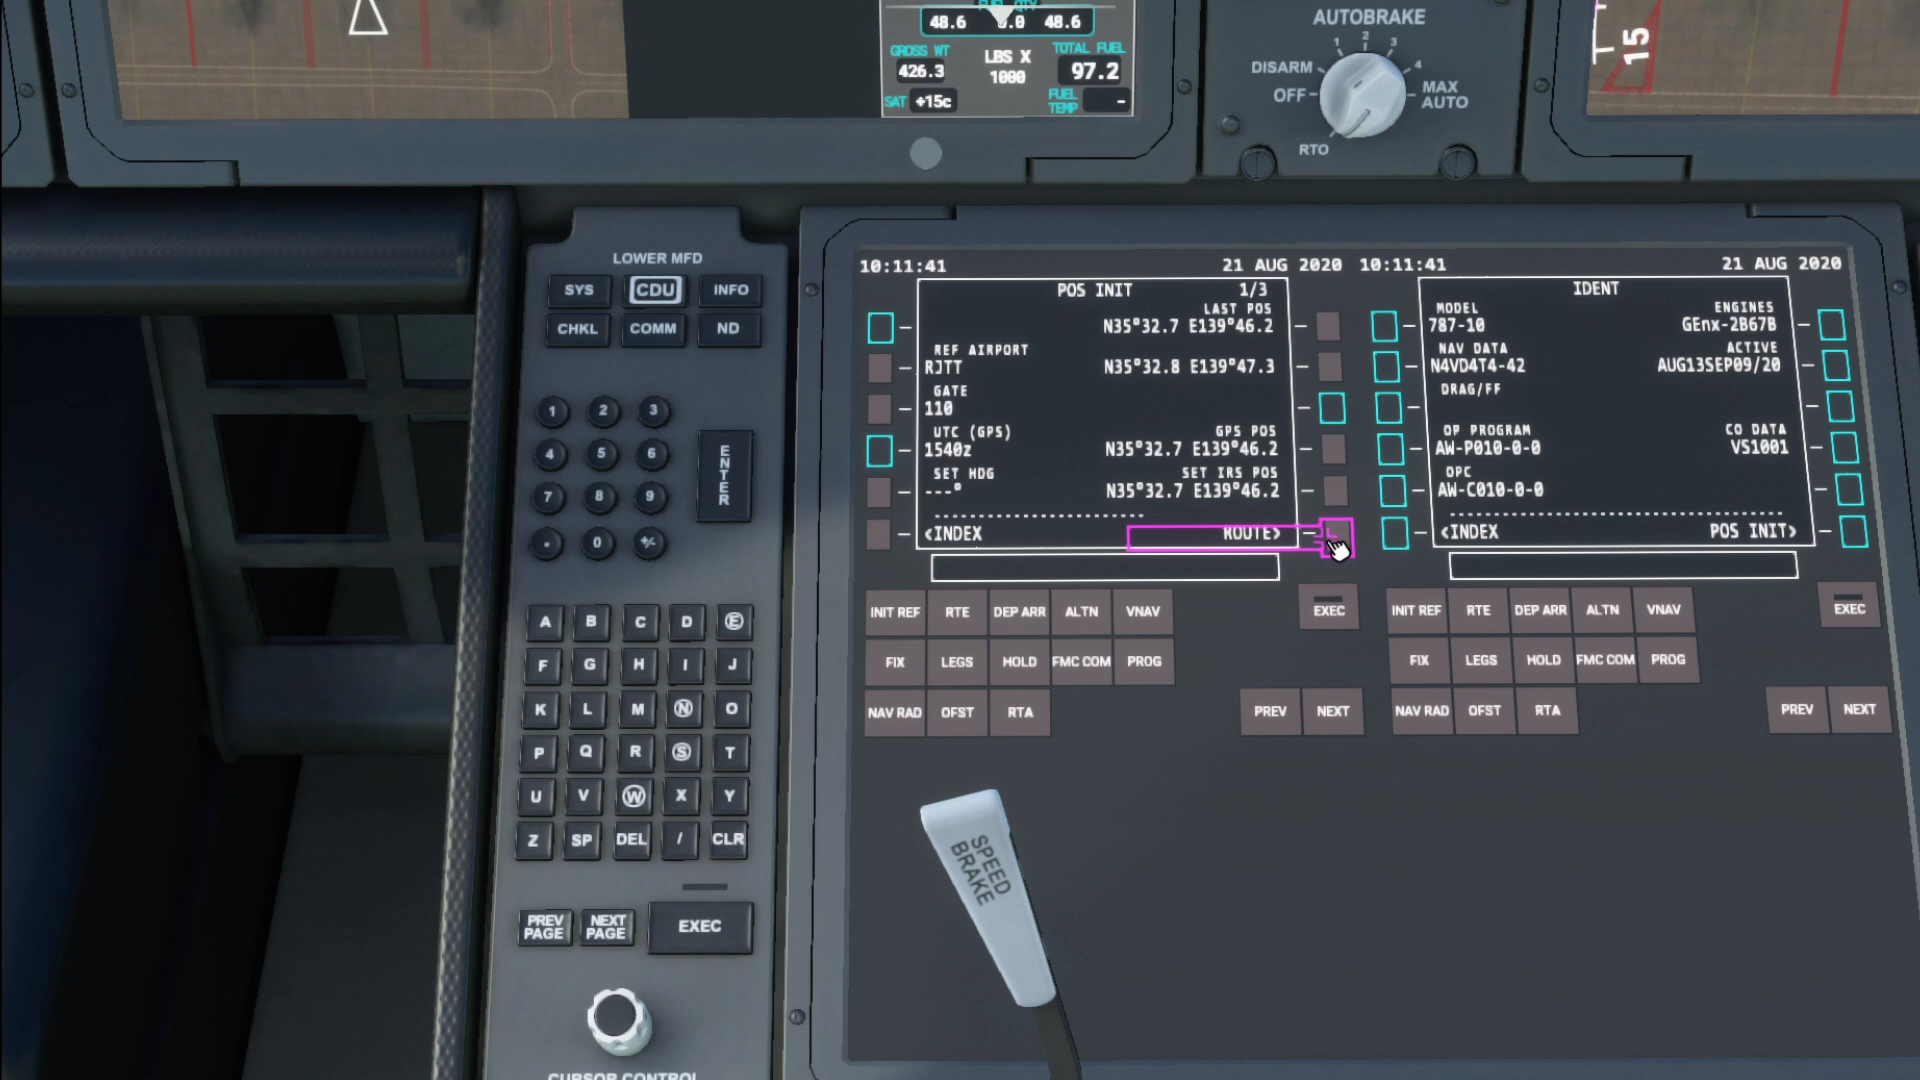 FUEL QTY
48.6 0.0 48.6
GROSS WT
426.3
LBS X
1000
TOTAL FUEL
97.2
SAT +15c
FUEL
TEMP -
AUTOBRAKE
1 2 3 4
DISARM
OFF
MAX
AUTO
RTO
15
LOWER MFD
SYS CDU INFO
CHKL COMM ND
1 2 3
4 5 6
7 8 9
. 0 +/-
ENTER
A B C D E
F G H I J
K L M N O
P Q R S T
U V W X Y
Z SP DEL / CLR
PREV
PAGE
NEXT
PAGE
EXEC
CURSOR CONTROL
10:11:41 21 AUG 2020
POS INIT 1/3
LAST POS
N35°32.7 E139°46.2
REF AIRPORT
RJTT N35°32.8 E139°47.3
GATE
110
UTC (GPS) GPS POS
1540z N35°32.7 E139°46.2
SET HDG SET IRS POS
---° N35°32.7 E139°46.2
<INDEX ROUTE>
EXEC
INIT REF RTE DEP ARR ALTN VNAV
FIX LEGS HOLD FMC COM PROG
NAV RAD OFST RTA PREV NEXT
10:11:41 21 AUG 2020
IDENT
MODEL ENGINES
787-10 GEnx-2B67B
NAV DATA ACTIVE
N4VD4T4-42 AUG13SEP09/20
DRAG/FF
OP PROGRAM CO DATA
AW-P010-0-0 VS1001
OPC
AW-C010-0-0
<INDEX POS INIT>
EXEC
INIT REF RTE DEP ARR ALTN VNAV
FIX LEGS HOLD FMC COM PROG
NAV RAD OFST RTA PREV NEXT
SPEED
BRAKE